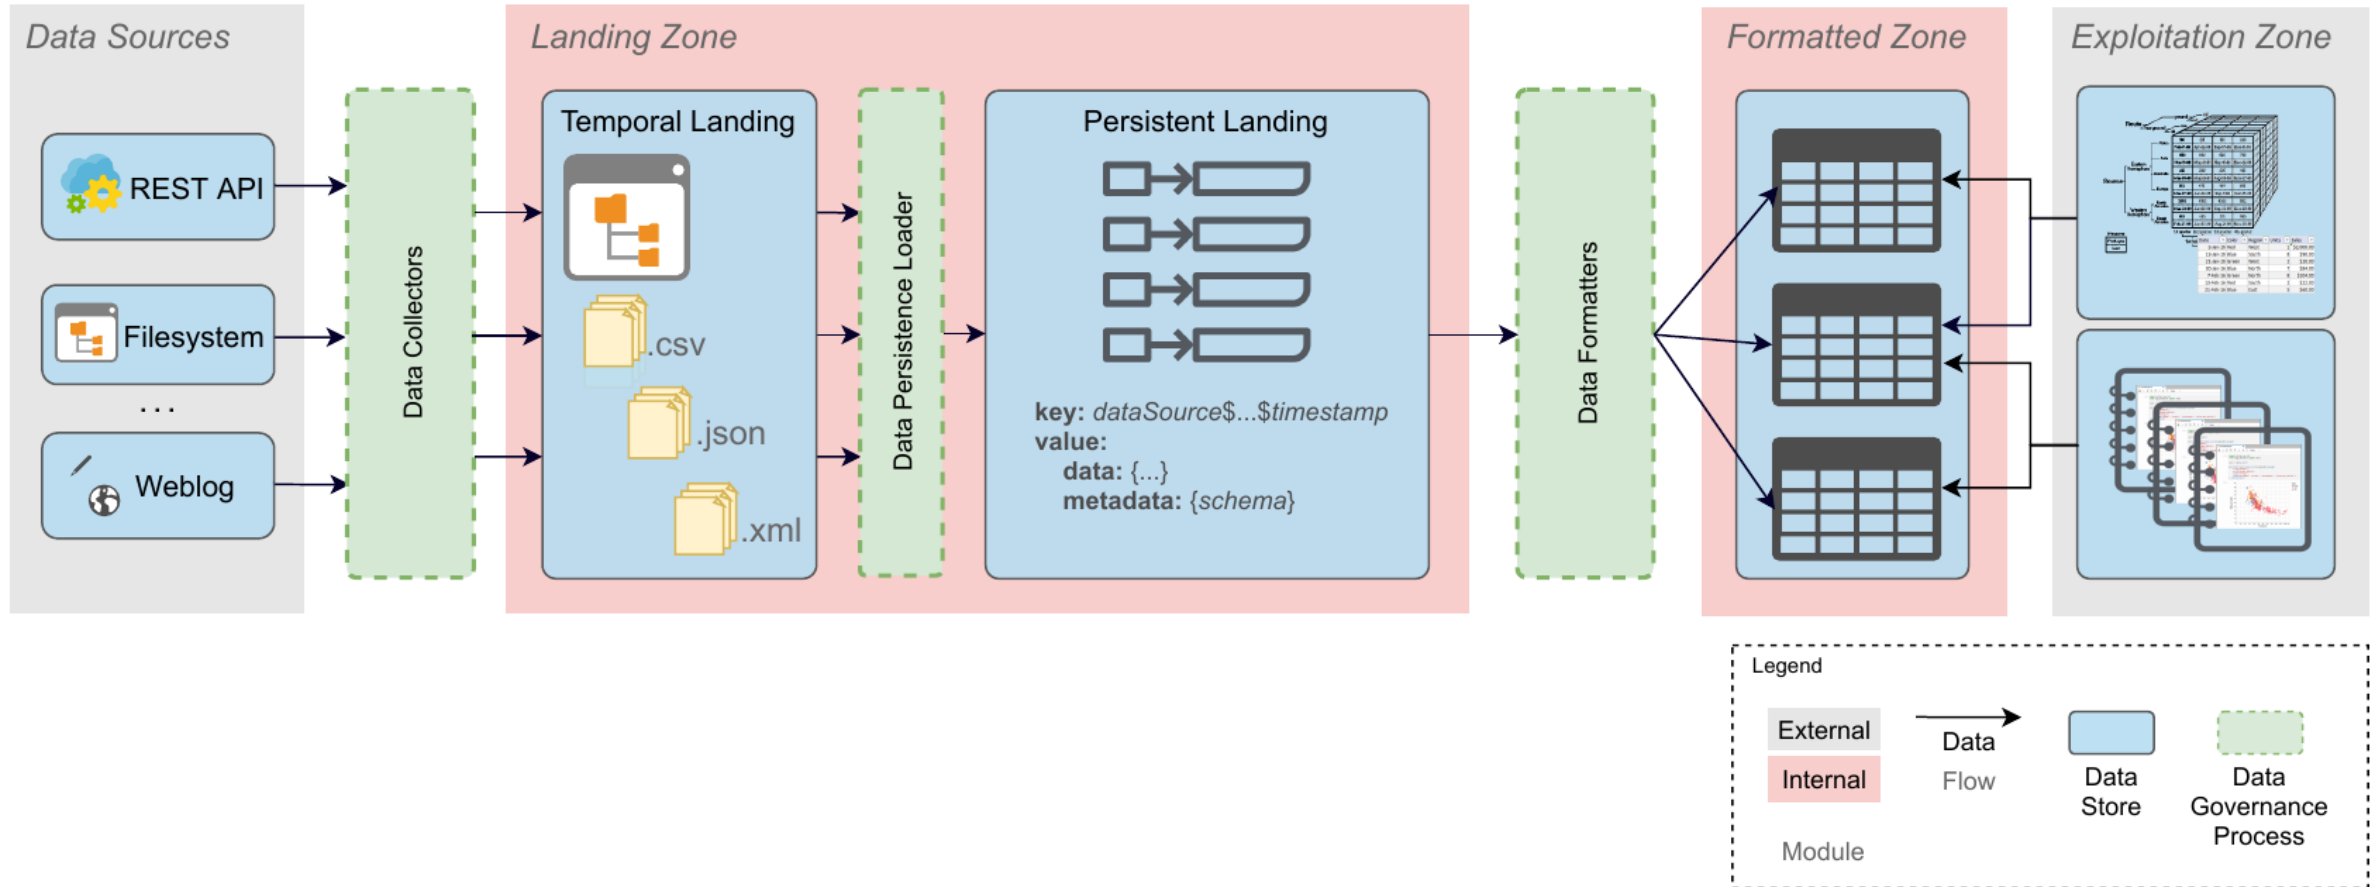 Data Sources
Landing Zone
Formatted Zone
Exploitation Zone
REST API
Filesystem
...
Weblog
Data Collectors
Temporal Landing
.csv
.json
.xml
Data Persistence Loader
Persistent Landing
key: dataSource$...$timestamp
value:
data: {...}
metadata: {schema}
Data Formatters
Legend
External
Internal
Module
Data
Flow
Data
Store
Data
Governance
Process